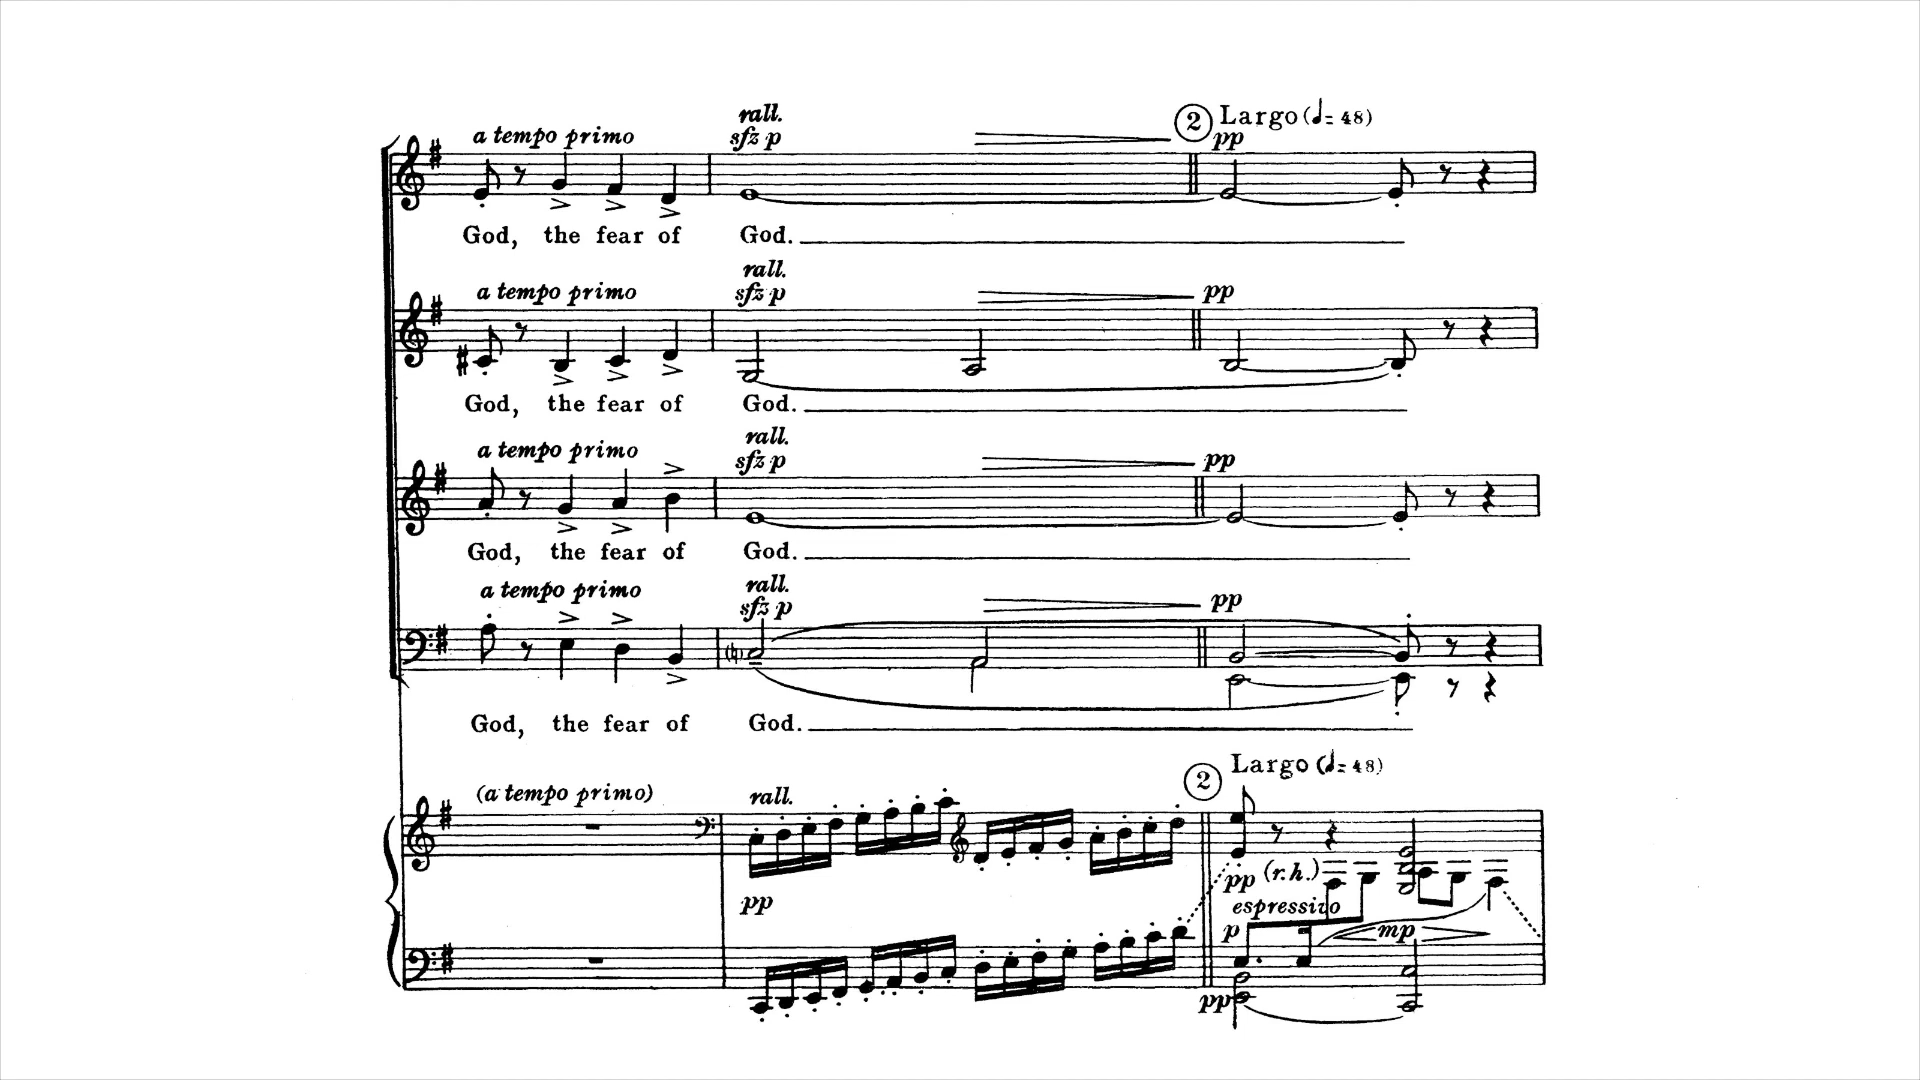 rall. 2 Largo (♩= 48)
a tempo primo sfz p pp
God, the fear of God.
rall.
a tempo primo sfz p pp
God, the fear of God.
rall.
a tempo primo sfz p pp
God, the fear of God.
rall.
a tempo primo sfz p pp
God, the fear of God.
2 Largo (♩= 48)
(a tempo primo) rall.
pp pp (r.h.)
espressivo
p mp
pp